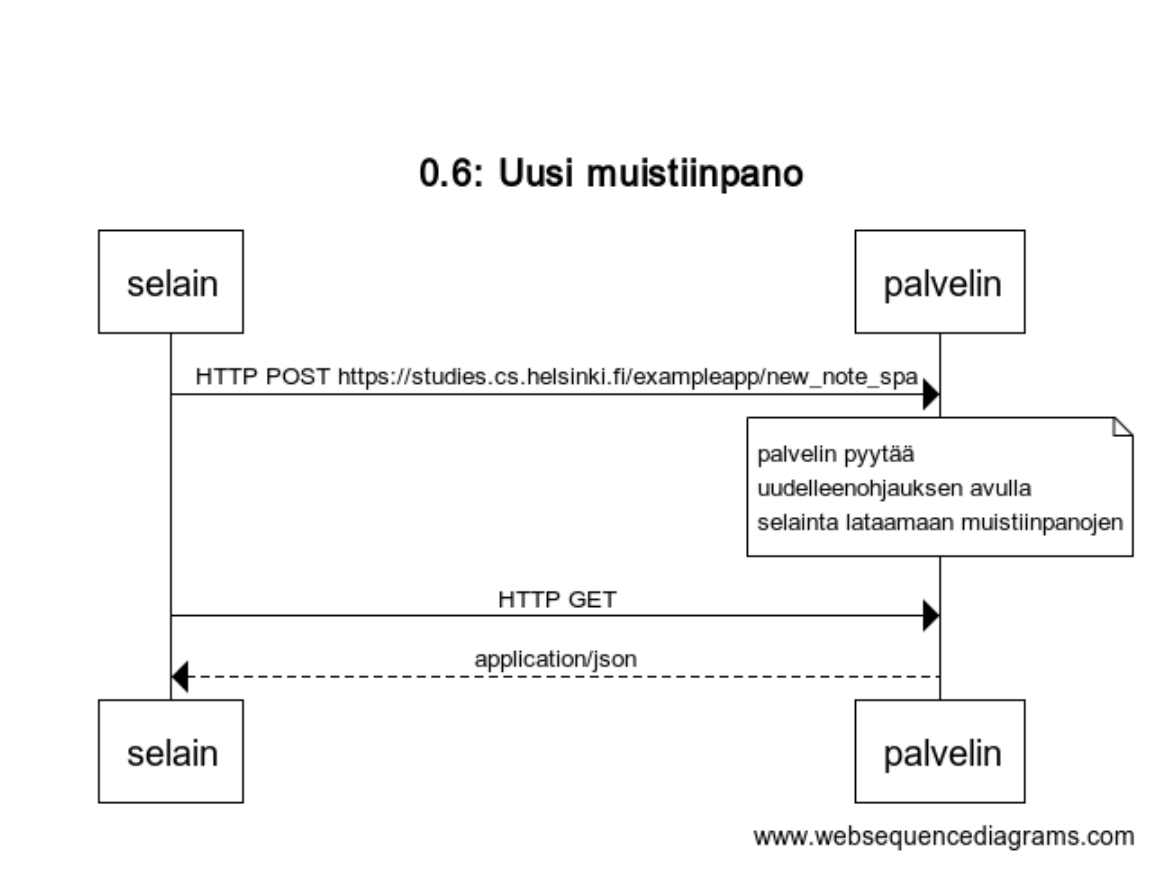 0.6: Uusi muistiinpano
selain
palvelin
HTTP POST https://studies.cs.helsinki.fi/exampleapp/new_note_spa
palvelin pyytää
uudelleenohjauksen avulla
selainta lataamaan muistiinpanojen
HTTP GET
application/json
selain
palvelin
www.websequencediagrams.com